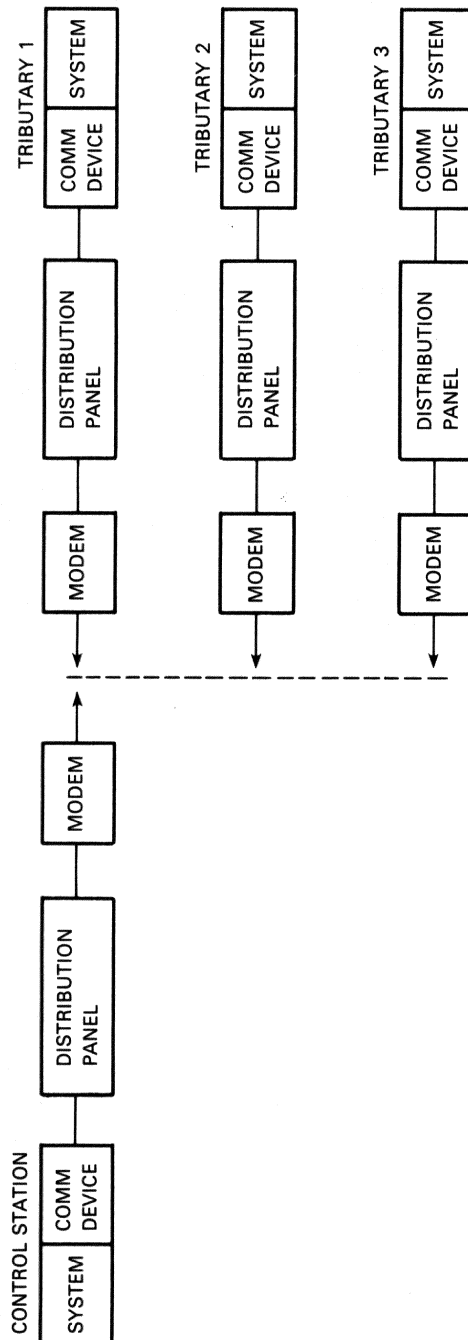 CONTROL STATION
SYSTEM
COMM
DEVICE
DISTRIBUTION
PANEL
MODEM
MODEM
DISTRIBUTION
PANEL
TRIBUTARY 1
COMM
DEVICE
SYSTEM
MODEM
DISTRIBUTION
PANEL
TRIBUTARY 2
COMM
DEVICE
SYSTEM
MODEM
DISTRIBUTION
PANEL
TRIBUTARY 3
COMM
DEVICE
SYSTEM